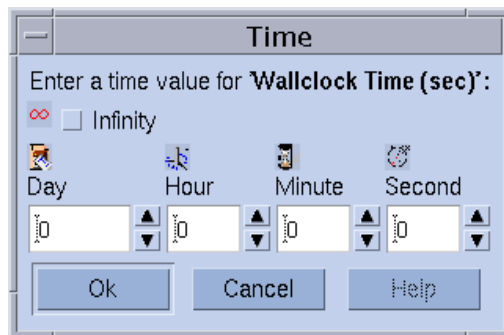 Time
Enter a time value for 'Wallclock Time (sec)':
∞ Infinity
Day Hour Minute Second
0 0 0 0
Ok Cancel Help